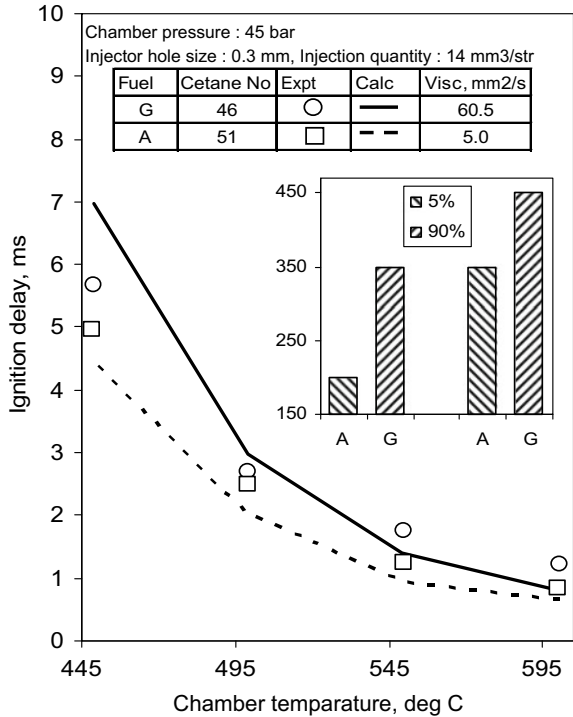 Chamber pressure : 45 bar
Injector hole size : 0.3 mm, Injection quantity : 14 mm3/str
Fuel Cetane No Expt Calc Visc, mm2/s
G 46 60.5
A 51 5.0
10
9
8
7
6
5
4
3
2
1
0
Ignition delay, ms
450
350
250
150
5%
90%
A G A G
445 495 545 595
Chamber temparature, deg C